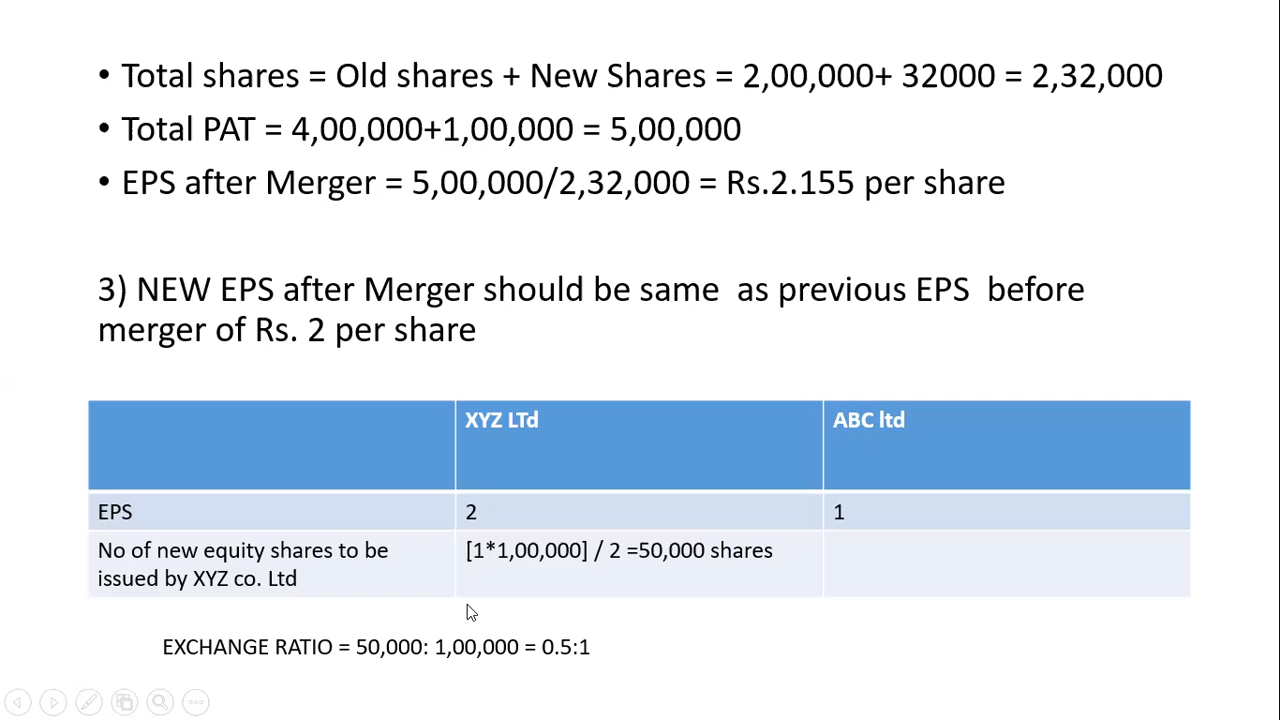 • Total shares = Old shares + New Shares = 2,00,000+ 32000 = 2,32,000
• Total PAT = 4,00,000+1,00,000 = 5,00,000
• EPS after Merger = 5,00,000/2,32,000 = Rs.2.155 per share
3) NEW EPS after Merger should be same as previous EPS before
merger of Rs. 2 per share
XYZ LTd ABC ltd
EPS 2 1
No of new equity shares to be [1*1,00,000] / 2 =50,000 shares
issued by XYZ co. Ltd
EXCHANGE RATIO = 50,000: 1,00,000 = 0.5:1